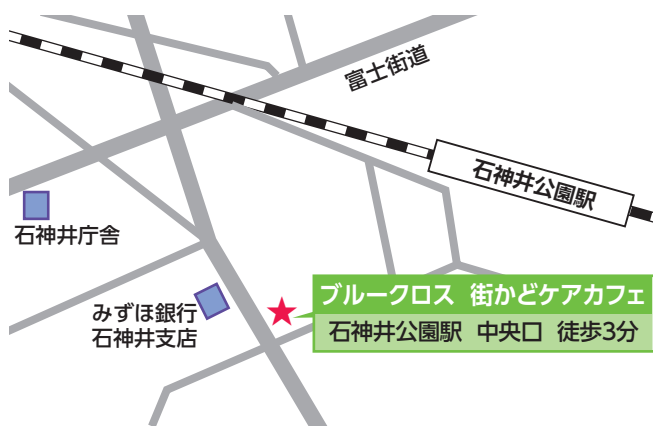 富士街道
石神井公園駅
石神井庁舎
みずほ銀行
石神井支店
ブルークロス 街かどケアカフェ
石神井公園駅 中央口 徒歩3分